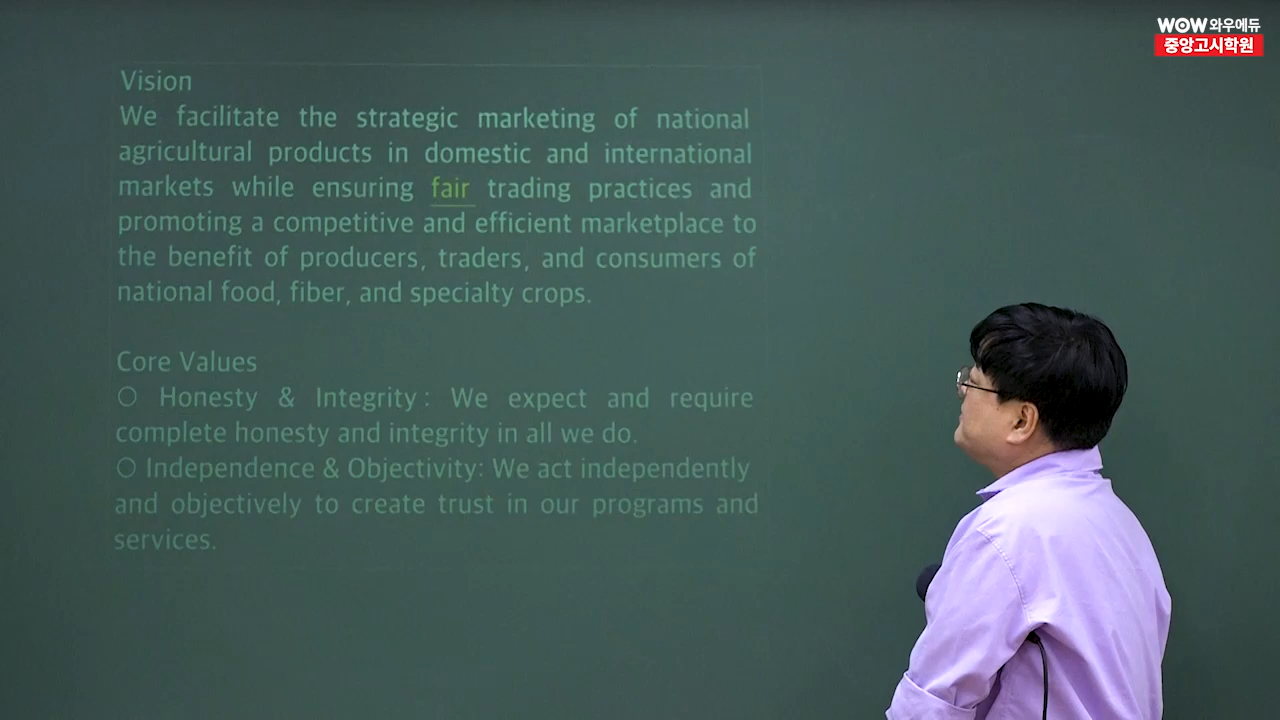 WOW와우에듀
중앙고시학원
Vision
We facilitate the strategic marketing of national
agricultural products in domestic and international
markets while ensuring fair trading practices and
promoting a competitive and efficient marketplace to
the benefit of producers, traders, and consumers of
national food, fiber, and specialty crops.
Core Values
○ Honesty & Integrity: We expect and require
complete honesty and integrity in all we do.
○ Independence & Objectivity: We act independently
and objectively to create trust in our programs and
services.